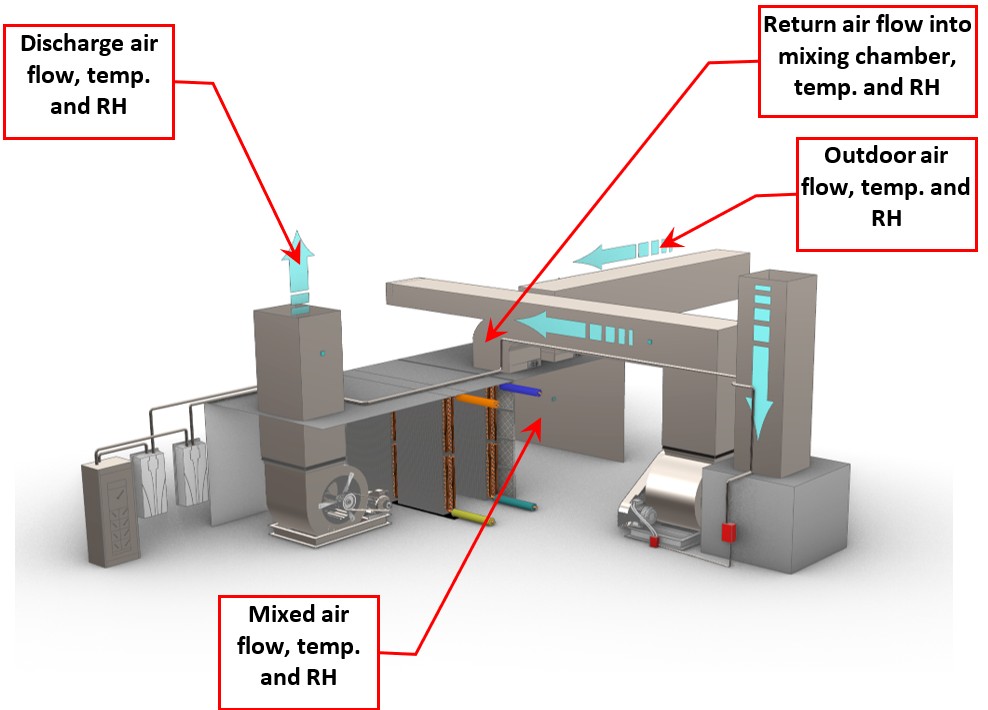 Discharge air
flow, temp.
and RH
Return air flow into
mixing chamber,
temp. and RH
Outdoor air
flow, temp. and
RH
Mixed air
flow, temp.
and RH